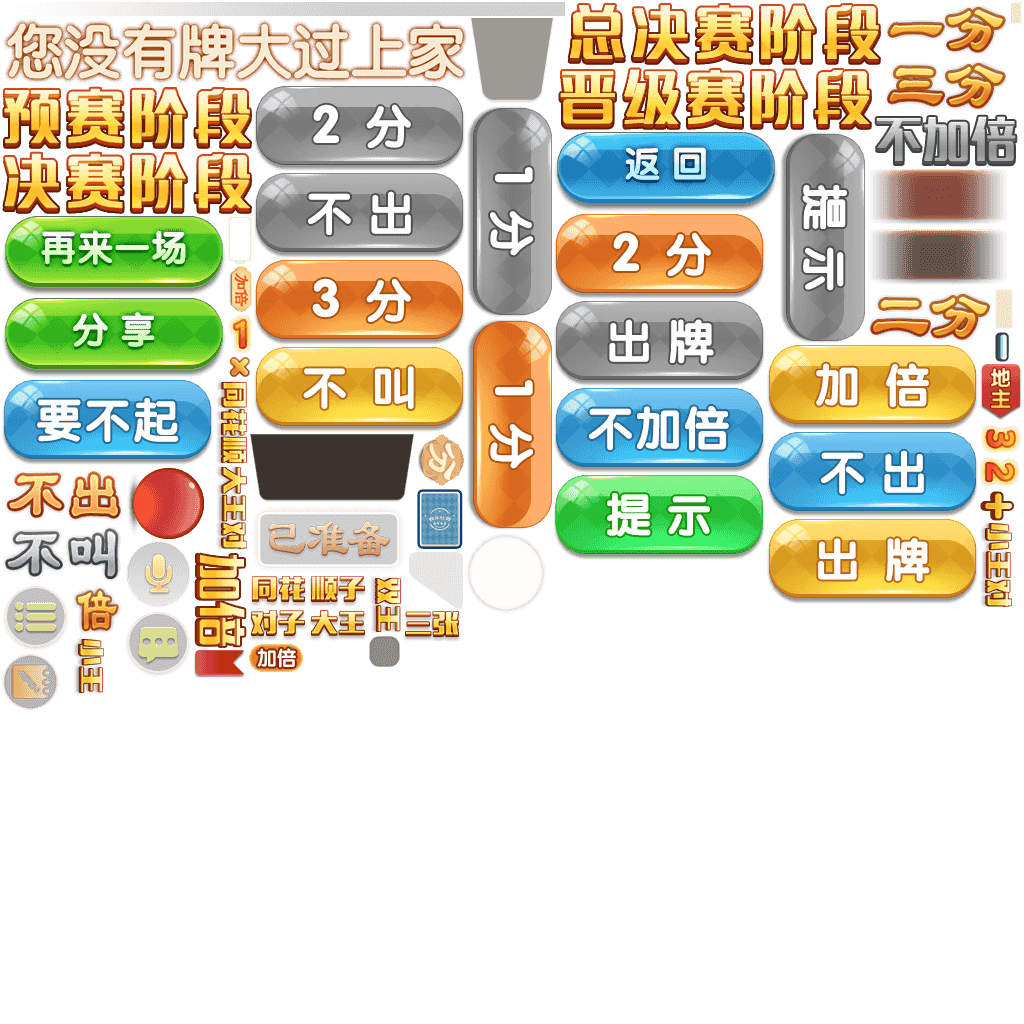 您没有牌大过上家
预赛阶段
决赛阶段
再来一场
分享
要不起
不出
不叫
倍
小王
加倍
1
×
同花顺
大王对
加倍
2 分
不出
3 分
不叫
分
已准备
同花
顺子
双王
对子
大王
三张
加倍
1 分
1 分
总决赛阶段
晋级赛阶段
返回
2 分
出牌
不加倍
提示
提示
一分
三分
不加倍
二分
地主
3
2
+
小王对
加倍
不出
出牌